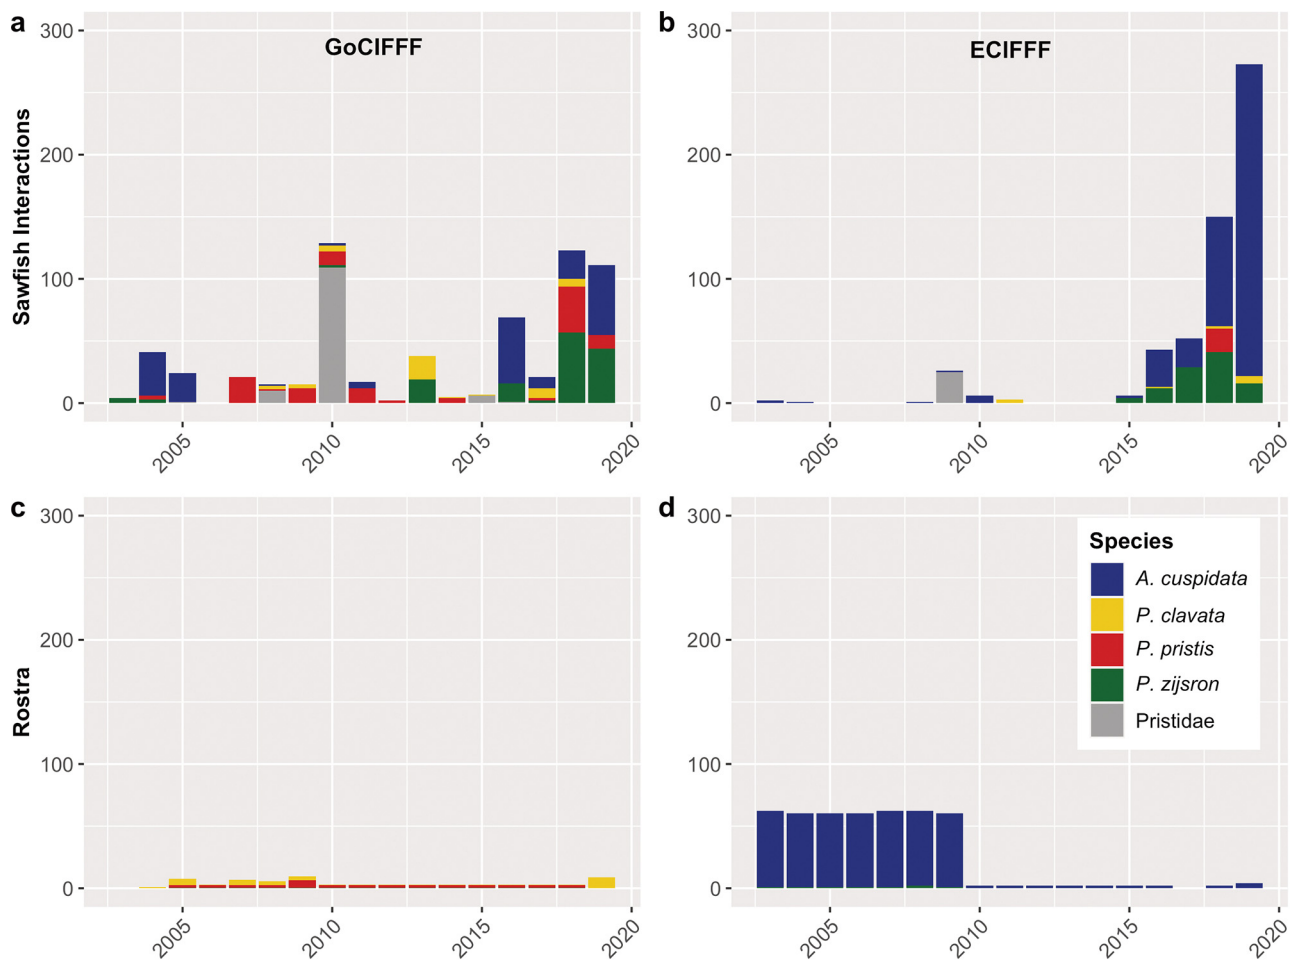 a
GoCIFFF
300
200
100
0
Sawfish Interactions
2005
2010
2015
2020
b
ECIFFF
300
200
100
0
2005
2010
2015
2020
c
300
200
100
0
Rostra
2005
2010
2015
2020
d
300
200
100
0
Species
A. cuspidata
P. clavata
P. pristis
P. zijsron
Pristidae
2005
2010
2015
2020